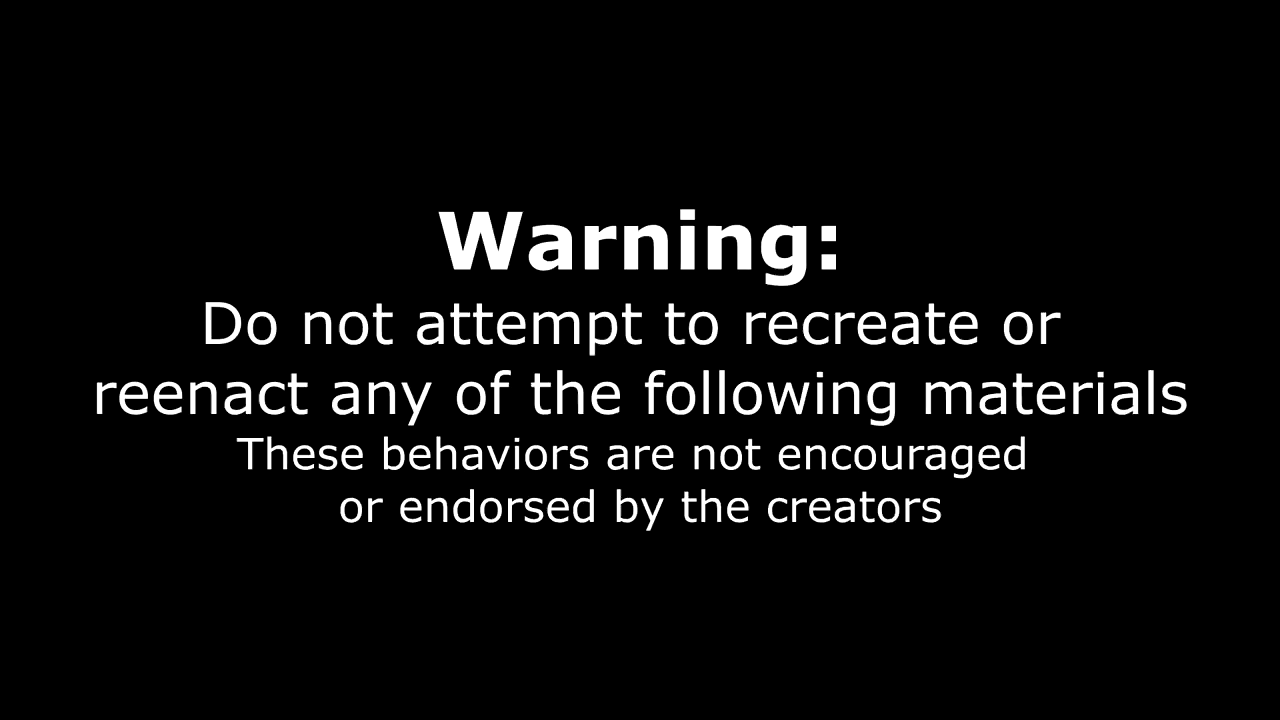 Warning:
Do not attempt to recreate or
reenact any of the following materials
These behaviors are not encouraged
or endorsed by the creators